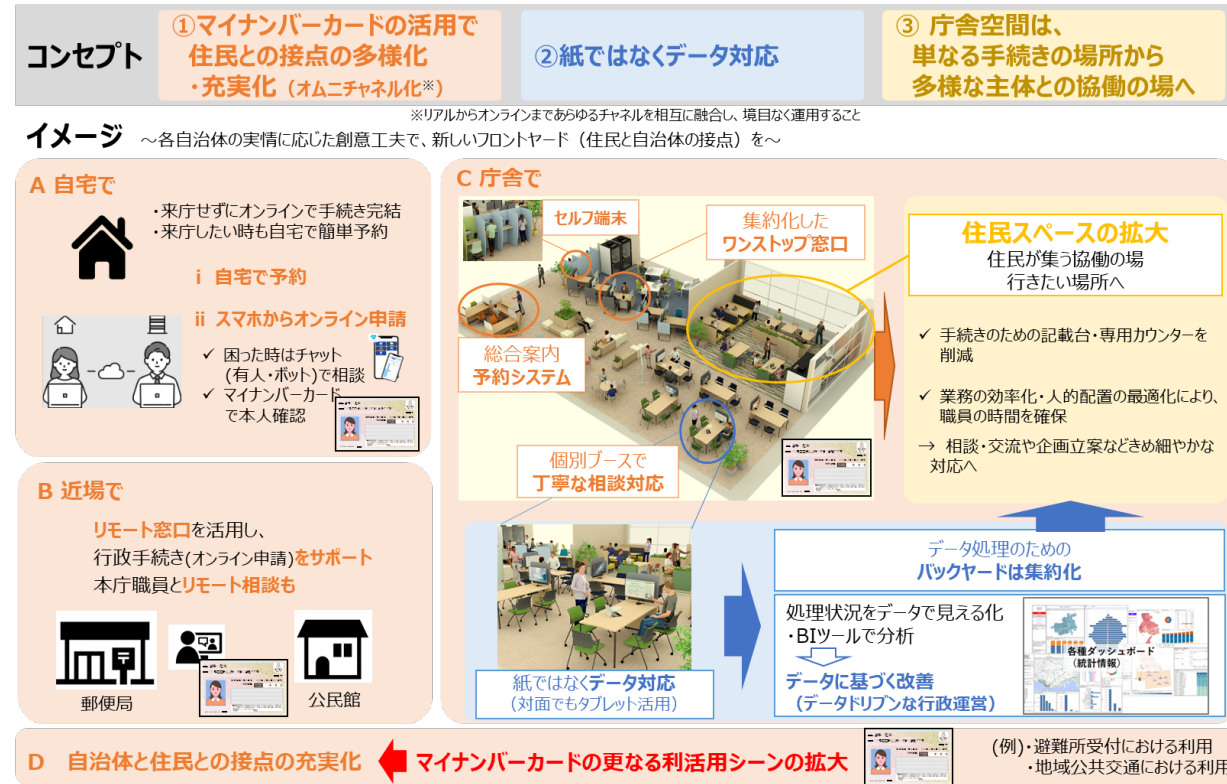 コンセプト
①マイナンバーカードの活用で
住民との接点の多様化
・充実化（オムニチャネル化※）
②紙ではなくデータ対応
③ 庁舎空間は、
単なる手続きの場所から
多様な主体との協働の場へ
※リアルからオンラインまであらゆるチャネルを相互に融合し、境目なく運用すること
イメージ ～各自治体の実情に応じた創意工夫で、新しいフロントヤード（住民と自治体の接点）を～
A 自宅で
・来庁せずにオンラインで手続き完結
・来庁したい時も自宅で簡単予約
i 自宅で予約
ii スマホからオンライン申請
✓ 困った時はチャット
(有人・ボット)で相談
✓ マイナンバーカード
で本人確認
B 近場で
リモート窓口を活用し、
行政手続き(オンライン申請)をサポート
本庁職員とリモート相談も
郵便局
公民館
C 庁舎で
セルフ端末
集約化した
ワンストップ窓口
総合案内
予約システム
個別ブースで
丁寧な相談対応
住民スペースの拡大
住民が集う協働の場
行きたい場所へ
✓ 手続きのための記載台・専用カウンターを
削減
✓ 業務の効率化・人的配置の最適化により、
職員の時間を確保
→ 相談・交流や企画立案などきめ細やかな
対応へ
紙ではなくデータ対応
（対面でもタブレット活用）
データ処理のための
バックヤードは集約化
処理状況をデータで見える化
・BIツールで分析
データに基づく改善
（データドリブンな行政運営）
各種ダッシュボード
（統計情報）
D 自治体と住民との接点の充実化
マイナンバーカードの更なる利活用シーンの拡大
(例)・避難所受付における利用
・地域公共交通における利用